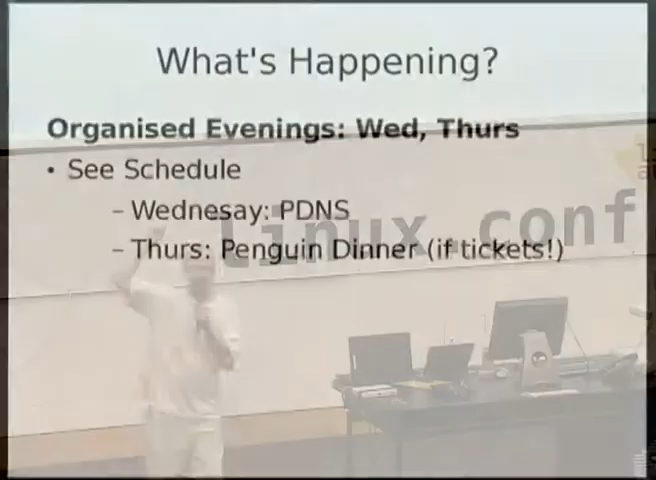 What's Happening?
Organised Evenings: Wed, Thurs
• See Schedule
– Wednesay: PDNS
– Thurs: Penguin Dinner (if tickets!)
linux.conf